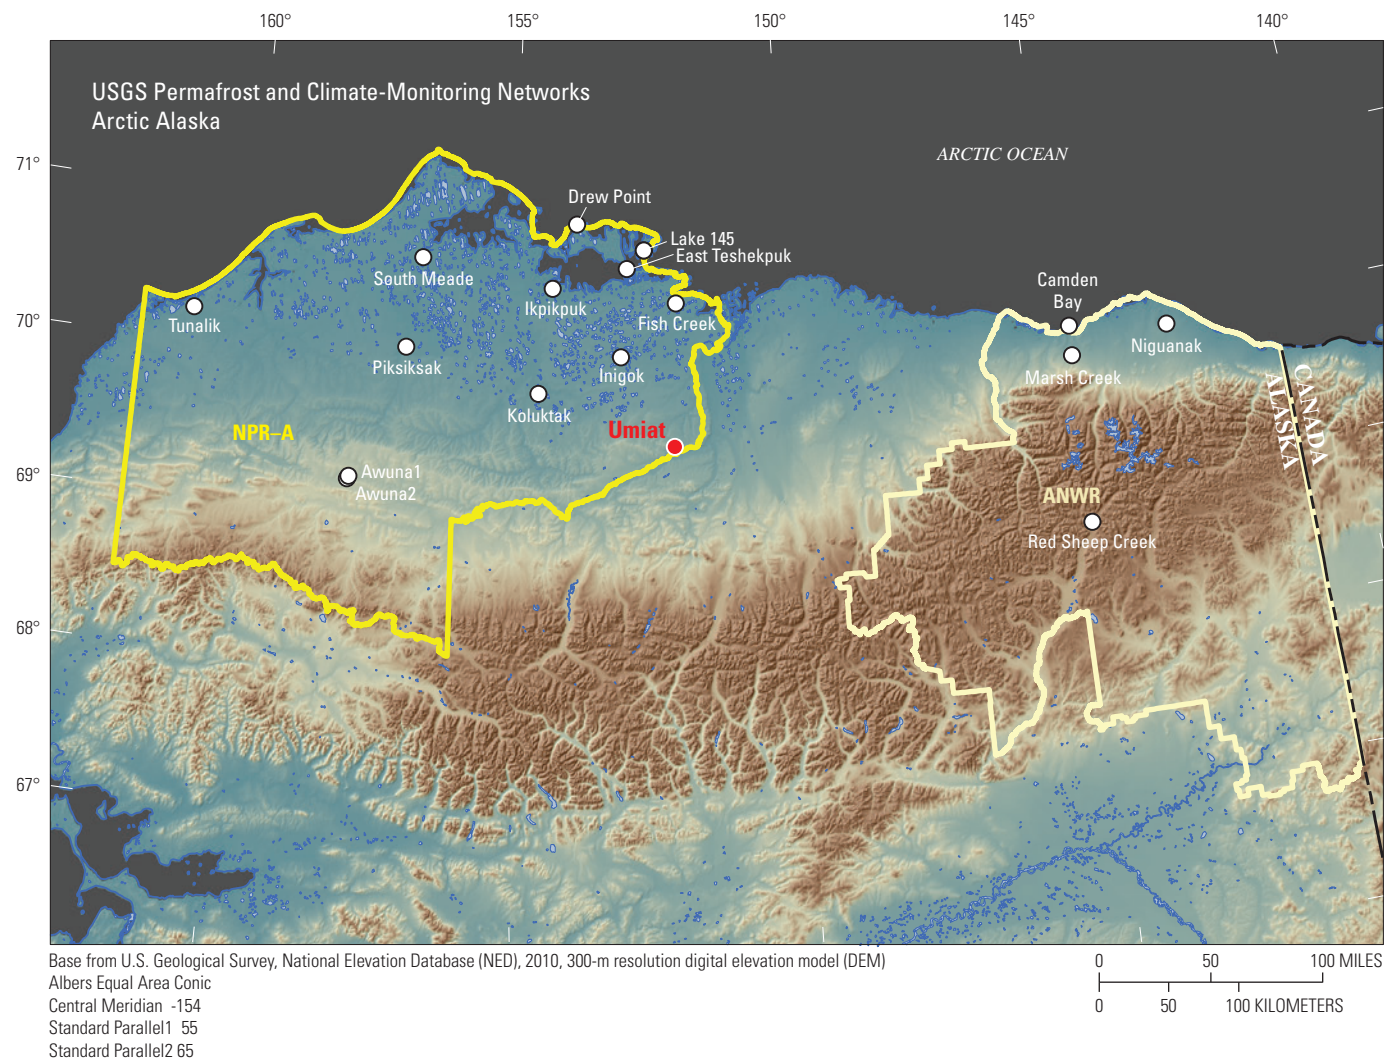 160°
155°
150°
145°
140°
USGS Permafrost and Climate-Monitoring Networks
Arctic Alaska
ARCTIC OCEAN
71°
Drew Point
Lake 145
East Teshekpuk
South Meade
Camden
Bay
Ikpikpuk
70°
Tunalik
Fish Creek
Niguanak
Piksiksak
Inigok
Marsh Creek
CANADA
ALASKA
Koluktak
NPR–A
Umiat
69°
Awuna1
Awuna2
ANWR
Red Sheep Creek
68°
67°
Base from U.S. Geological Survey, National Elevation Database (NED), 2010, 300-m resolution digital elevation model (DEM)
Albers Equal Area Conic
Central Meridian -154
Standard Parallel1 55
Standard Parallel2 65
0 50 100 MILES
0 50 100 KILOMETERS